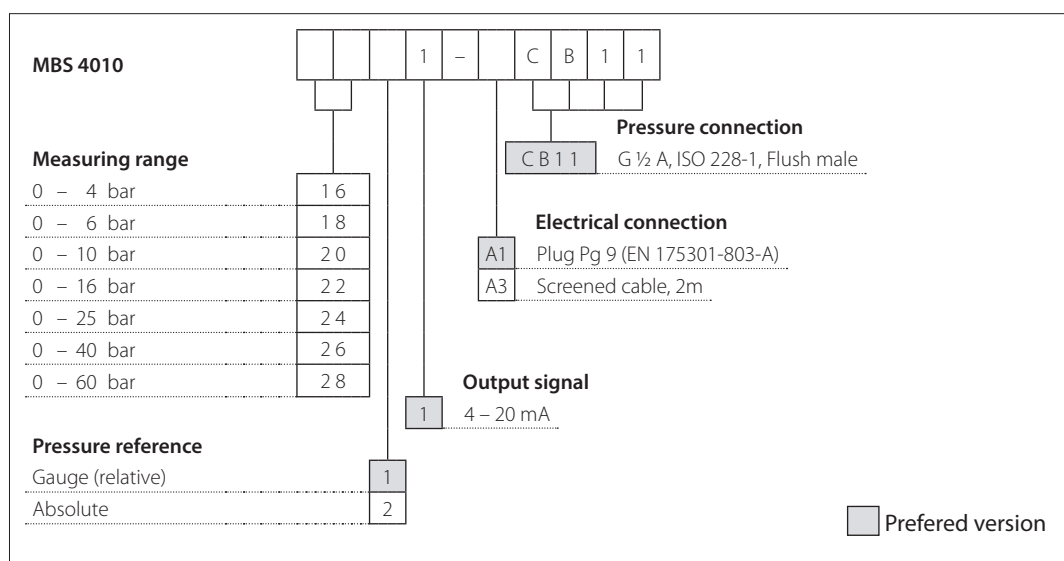 MBS 4010 1 – C B 1 1
Pressure connection
C B 1 1 G ½ A, ISO 228-1, Flush male
Measuring range
0 – 4 bar 1 6
0 – 6 bar 1 8
0 – 10 bar 2 0
0 – 16 bar 2 2
0 – 25 bar 2 4
0 – 40 bar 2 6
0 – 60 bar 2 8
Electrical connection
A1 Plug Pg 9 (EN 175301-803-A)
A3 Screened cable, 2m
Output signal
1 4 – 20 mA
Pressure reference
Gauge (relative) 1
Absolute 2
Prefered version